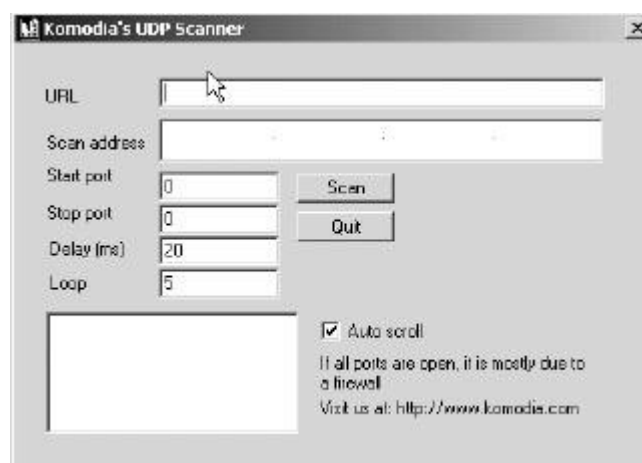 Komodia's UDP Scanner
URL
Scan address . . .
Start port 0
Scan
Stop port 0
Quit
Delay (ms) 20
Loop 5
Auto scroll
If all ports are open, it is mostly due to
a firewall
Visit us at: http://www.komodia.com